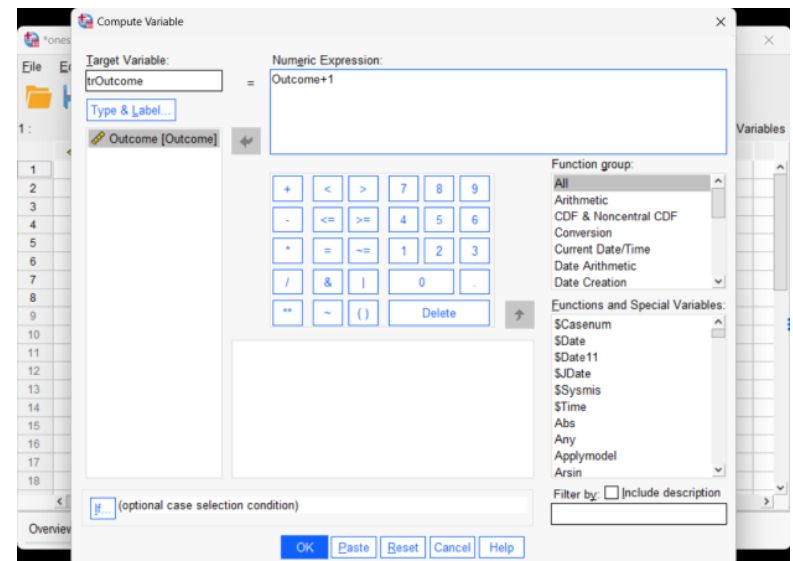 Compute Variable
*ones
File
Target Variable:
Numeric Expression:
trOutcome
=
Outcome+1
Type & Label...
1 :
Variables
Outcome [Outcome]
Function group:
All
Arithmetic
CDF & Noncentral CDF
Conversion
Current Date/Time
Date Arithmetic
Date Creation
+ < > 7 8 9
- <= >= 4 5 6
* = ~= 1 2 3
/ & | 0 .
** ~ ( ) Delete
Functions and Special Variables:
$Casenum
$Date
$Date11
$JDate
$Sysmis
$Time
Abs
Any
Applymodel
Arsin
1
2
3
4
5
6
7
8
9
10
11
12
13
14
15
16
17
18
If... (optional case selection condition)
Filter by: Include description
Overview
OK Paste Reset Cancel Help